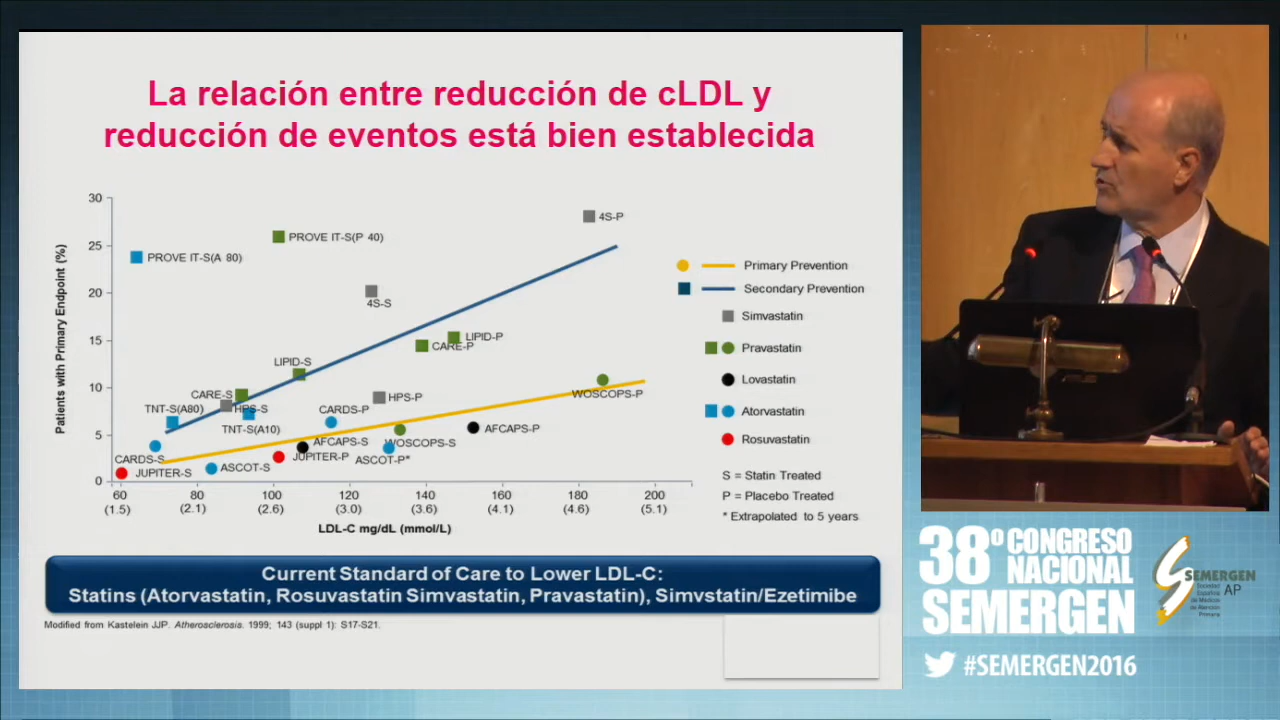 La relación entre reducción de cLDL y
reducción de eventos está bien establecida
Patients with Primary Endpoint (%)
30
25
20
15
10
5
0
PROVE IT-S(A 80)
PROVE IT-S(P 40)
4S-P
4S-S
LIPID-P
CARE-P
LIPID-S
CARE-S
HPS-S
HPS-P
WOSCOPS-P
TNT-S(A80)
TNT-S(A10)
CARDS-P
AFCAPS-S
WOSCOPS-S
AFCAPS-P
CARDS-S
JUPITER-S
ASCOT-S
JUPITER-P
ASCOT-P*
60 80 100 120 140 160 180 200
(1.5) (2.1) (2.6) (3.0) (3.6) (4.1) (4.6) (5.1)
LDL-C mg/dL (mmol/L)
Primary Prevention
Secondary Prevention
Simvastatin
Pravastatin
Lovastatin
Atorvastatin
Rosuvastatin
S = Statin Treated
P = Placebo Treated
* Extrapolated to 5 years
Current Standard of Care to Lower LDL-C:
Statins (Atorvastatin, Rosuvastatin Simvastatin, Pravastatin), Simvstatin/Ezetimibe
Modified from Kastelein JJP. Atherosclerosis. 1999; 143 (suppl 1): S17-S21.
38º CONGRESO
NACIONAL
SEMERGEN
SEMERGEN
Sociedad
Española
de Médicos
de Atención
Primaria
AP
#SEMERGEN2016